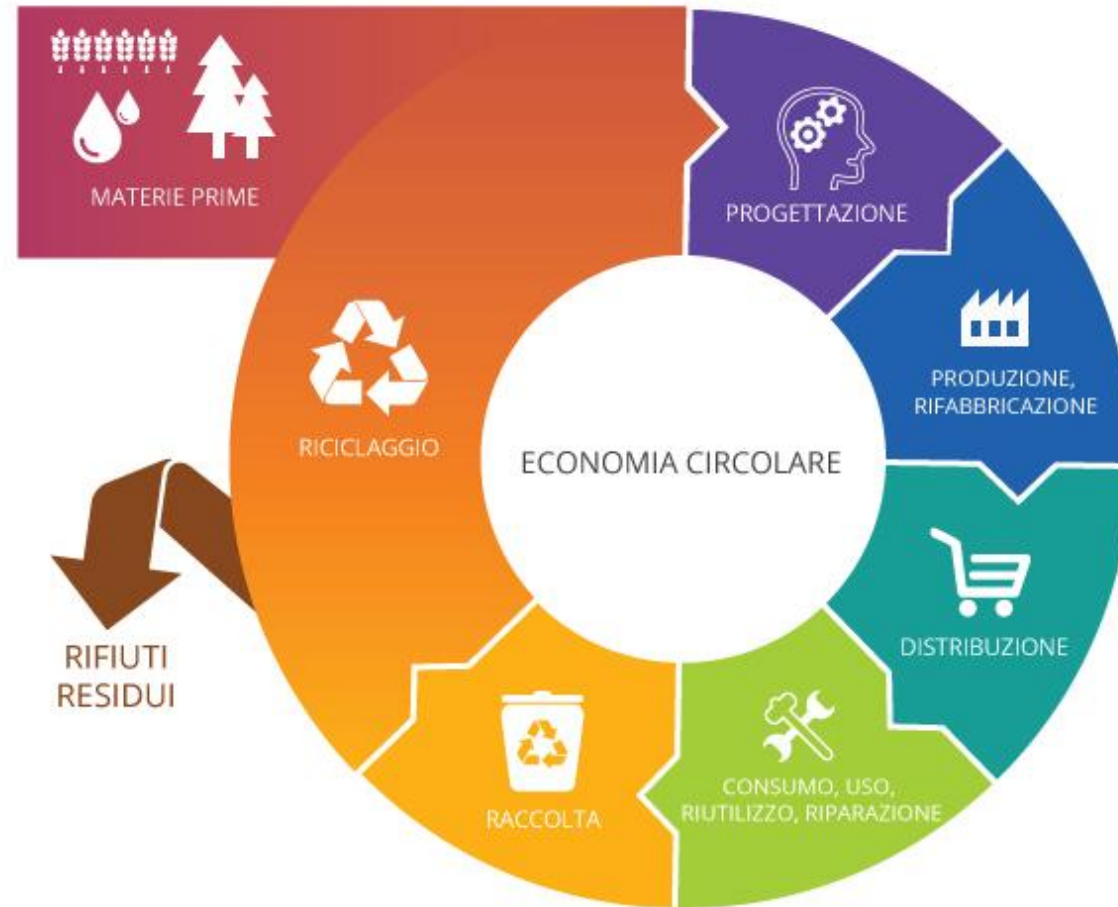 MATERIE PRIME
PROGETTAZIONE
PRODUZIONE,
RIFABBRICAZIONE
DISTRIBUZIONE
CONSUMO, USO,
RIUTILIZZO, RIPARAZIONE
RACCOLTA
RICICLAGGIO
RIFIUTI
RESIDUI
ECONOMIA CIRCOLARE